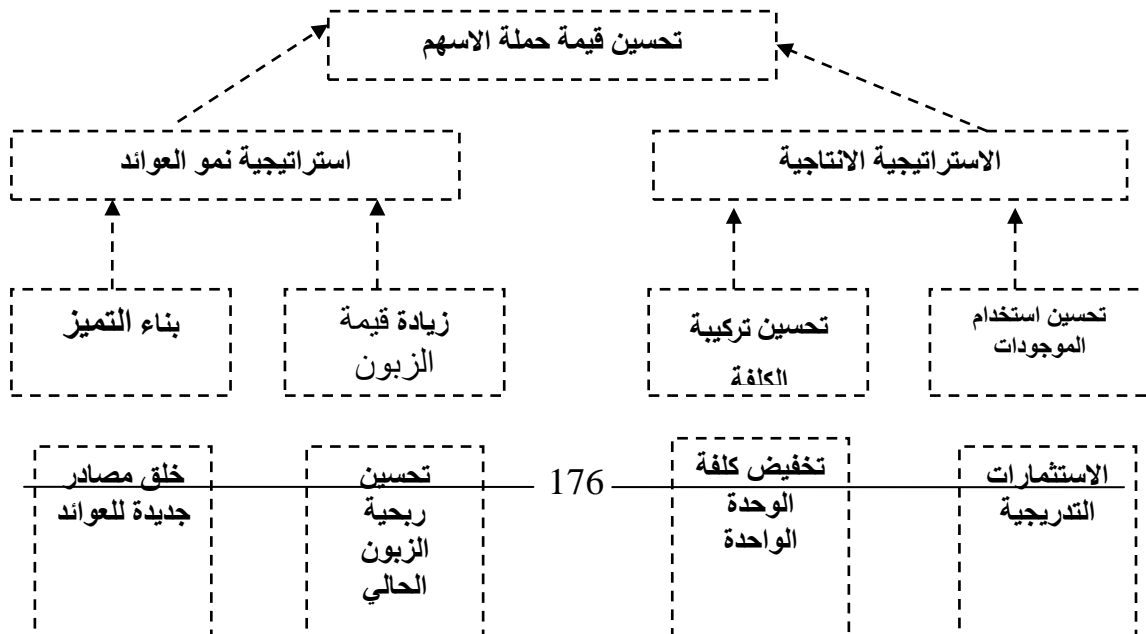 تحسين قيمة حملة الاسهم
الاستراتيجية الانتاجية
استراتيجية نمو العوائد
تحسين استخدام
الموجودات
تحسين تركيبة
الكلفة
زيادة قيمة
الزبون
بناء التميز
الاستثمارات
التدريجية
تخفيض كلفة
الوحدة
الواحدة
176
تحسين
ربحية
الزبون
الحالي
خلق مصادر
جديدة للعوائد